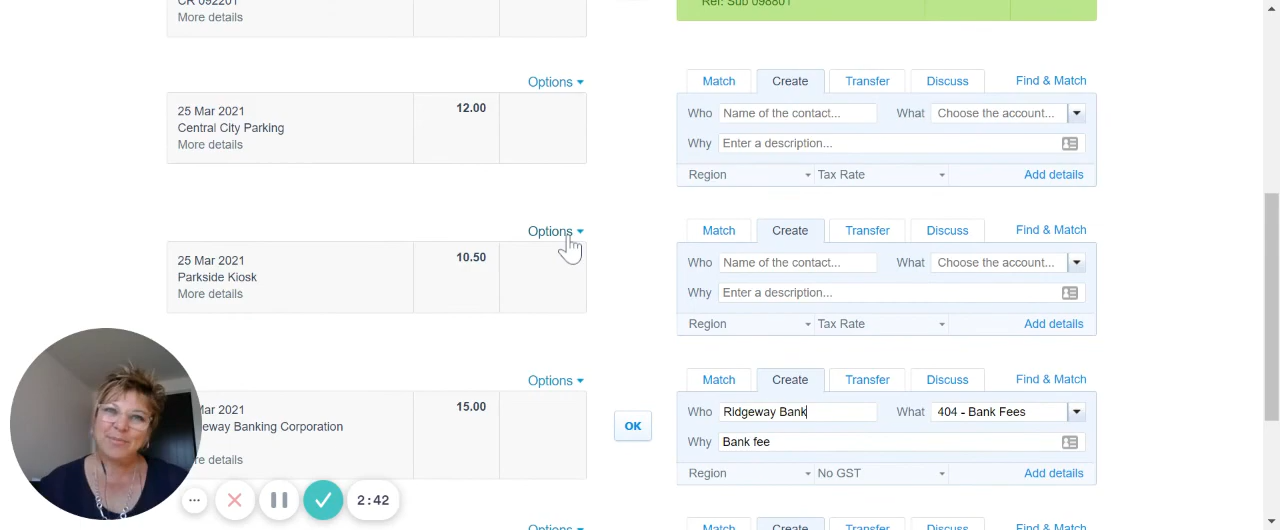 CR 092201
More details
Ref: Sub 098801
Options
Match Create Transfer Discuss Find & Match
25 Mar 2021 12.00
Central City Parking
More details
Who Name of the contact... What Choose the account...
Why Enter a description...
Region Tax Rate Add details
Options
Match Create Transfer Discuss Find & Match
25 Mar 2021 10.50
Parkside Kiosk
More details
Who Name of the contact... What Choose the account...
Why Enter a description...
Region Tax Rate Add details
Options
Match Create Transfer Discuss Find & Match
Mar 2021 15.00
eway Banking Corporation
re details
OK
Who Ridgeway Bank What 404 - Bank Fees
Why Bank fee
Region No GST Add details
2:42
Options
Match Create Transfer Discuss Find & Match